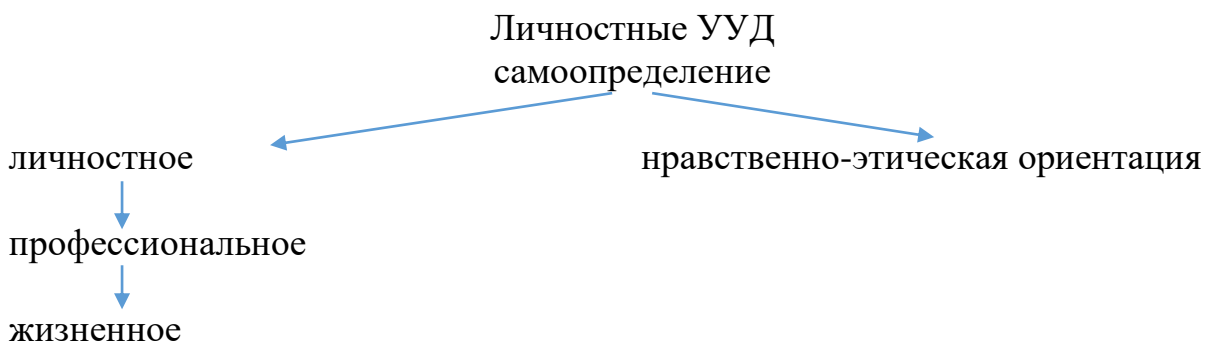 Личностные УУД
самоопределение
личностное
нравственно-этическая ориентация
профессиональное
жизненное